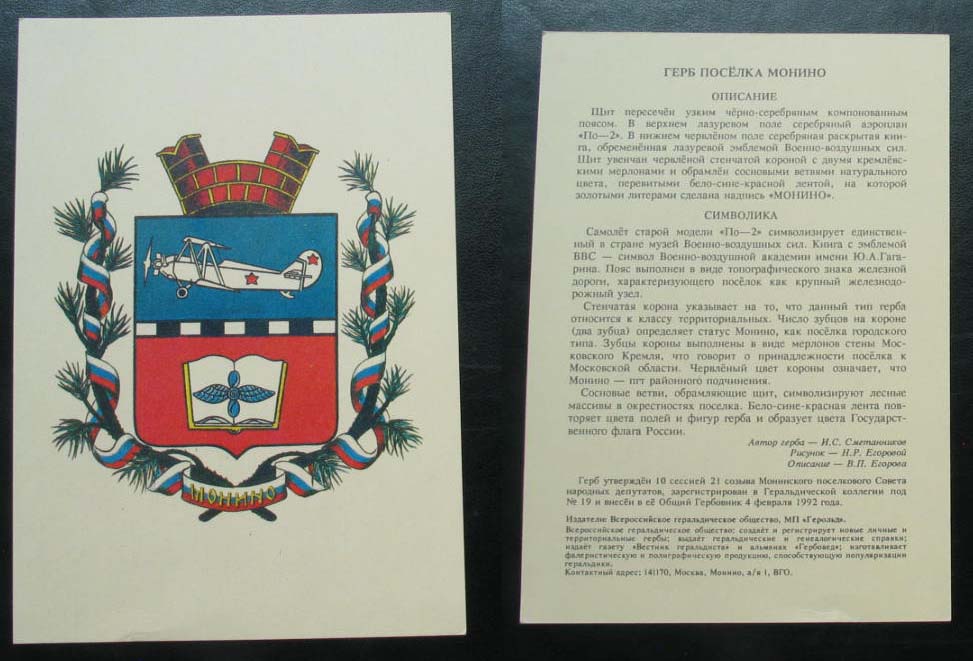 МОНИНО
ГЕРБ ПОСЁЛКА МОНИНО
ОПИСАНИЕ
Щит пересечён узким чёрно-серебряным компонованным
поясом. В верхнем лазуревом поле серебряный аэроплан
«По—2». В нижнем червлёном поле серебряная раскрытая кни-
га, обременённая лазуревой эмблемой Военно-воздушных сил.
Щит увенчан червлёной стенчатой короной с двумя кремлёвс-
кими мерлонами и обрамлён сосновыми ветвями натурального
цвета, перевитыми бело-сине-красной лентой, на которой
золотыми литерами сделана надпись «МОНИНО».
СИМВОЛИКА
Самолёт старой модели «По—2» символизирует единствен-
ный в стране музей Военно-воздушных сил. Книга с эмблемой
ВВС — символ Военно-воздушной академии имени Ю.А.Гага-
рина. Пояс выполнен в виде топографического знака железной
дороги, характеризующего посёлок как крупный железнодо-
рожный узел.
Стенчатая корона указывает на то, что данный тип герба
относится к классу территориальных. Число зубцов на короне
(два зубца) определяет статус Монино, как посёлка городского
типа. Зубцы короны выполнены в виде мерлонов стены Мос-
ковского Кремля, что говорит о принадлежности посёлка к
Московской области. Червлёный цвет короны означает, что
Монино — пгт районного подчинения.
Сосновые ветви, обрамляющие щит, символизируют лесные
массивы в окрестностях поселка. Бело-сине-красная лента пов-
торяет цвета полей и фигур герба и образует цвета Государст-
венного флага России.
Автор герба — И.С. Сметанников
Рисунок — Н.Р. Егоровой
Описание — В.П. Егорова
Герб утверждён 10 сессией 21 созыва Монинского поселкового Совета
народных депутатов, зарегистрирован в Геральдической коллегии под
№ 19 и внесён в её Общий Гербовник 4 февраля 1992 года.
Издатели: Всероссийское геральдическое общество, МП «Герольд».
Всероссийское геральдическое общество: создаёт и регистрирует новые личные и
территориальные гербы; выдаёт геральдические и генеалогические справки;
издаёт газету «Вестник геральдиста» и альманах «Гербовед»; изготавливает
фалеристическую и полиграфическую продукцию, способствующую популяризации
геральдики.
Контактный адрес: 141170, Москва, Монино, а/я 1, ВГО.